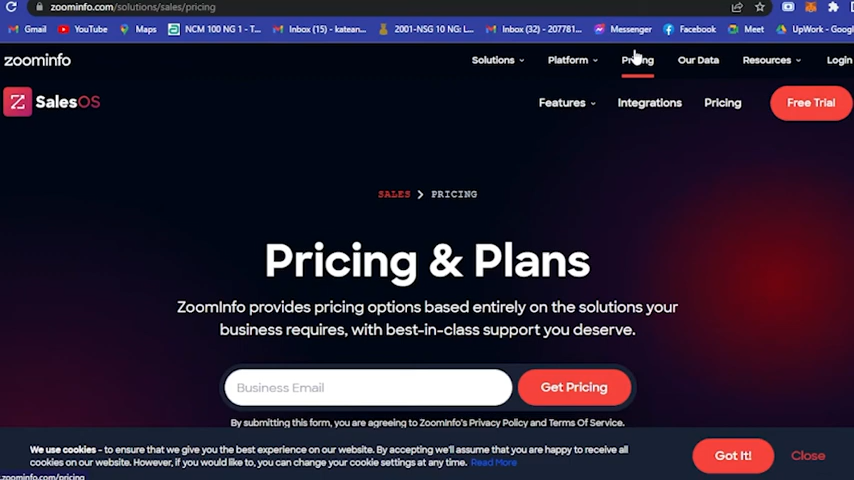 zoominfo.com/solutions/sales/pricing
Gmail YouTube Maps NCM 100 NG 1 - T... Inbox (15) - katean... 2001-NSG 10 NG: L... Inbox (32) - 207781... Messenger Facebook Meet UpWork - Googl
zoominfo Solutions Platform Pricing Our Data Resources Login
SalesOS Features Integrations Pricing Free Trial
SALES > PRICING
Pricing & Plans
ZoomInfo provides pricing options based entirely on the solutions your
business requires, with best-in-class support you deserve.
Business Email Get Pricing
By submitting this form, you are agreeing to ZoomInfo's Privacy Policy and Terms Of Service.
We use cookies - to ensure that we give you the best experience on our website. By accepting we'll assume that you are happy to receive all
cookies on our website. However, if you would like to, you can change your cookie settings at any time. Read More
Got It! Close
zoominfo.com/pricing